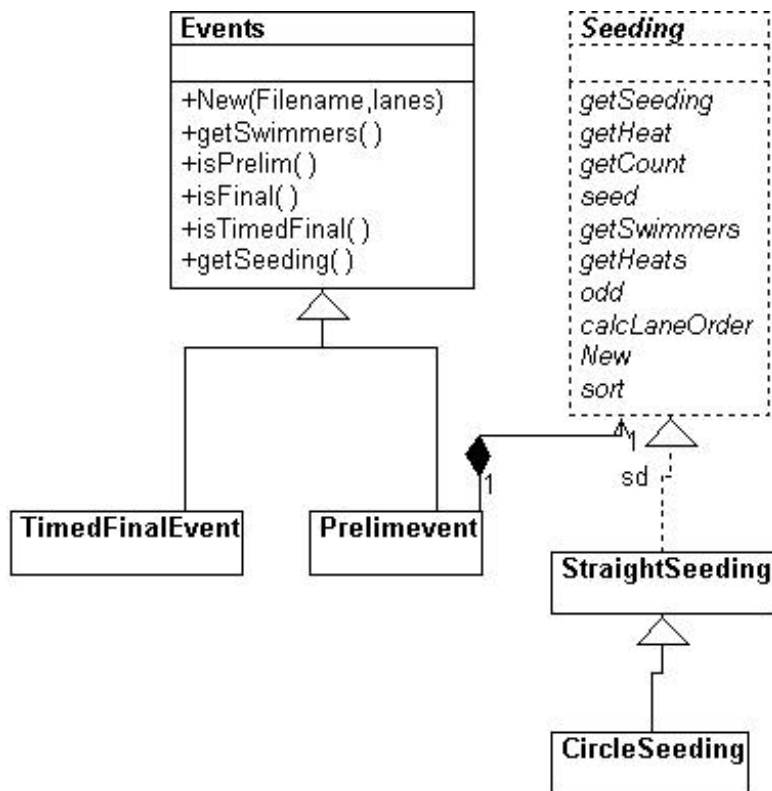 Events
+New(Filename,lanes)
+getSwimmers( )
+isPrelim( )
+isFinal( )
+isTimedFinal( )
+getSeeding( )
Seeding
getSeeding
getHeat
getCount
seed
getSwimmers
getHeats
odd
calcLaneOrder
New
sort
1
1
sd
TimedFinalEvent
Prelimevent
StraightSeeding
CircleSeeding